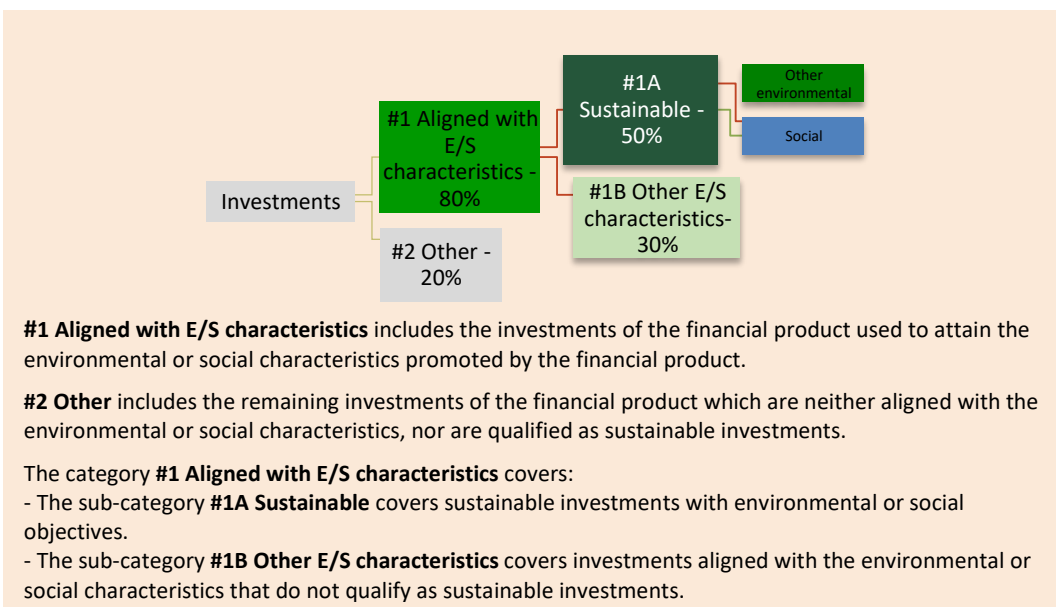 Investments
#1 Aligned with
E/S
characteristics -
80%
#2 Other -
20%
#1A
Sustainable -
50%
#1B Other E/S
characteristics-
30%
Other
environmental
Social
#1 Aligned with E/S characteristics includes the investments of the financial product used to attain the
environmental or social characteristics promoted by the financial product.
#2 Other includes the remaining investments of the financial product which are neither aligned with the
environmental or social characteristics, nor are qualified as sustainable investments.
The category #1 Aligned with E/S characteristics covers:
- The sub-category #1A Sustainable covers sustainable investments with environmental or social
objectives.
- The sub-category #1B Other E/S characteristics covers investments aligned with the environmental or
social characteristics that do not qualify as sustainable investments.